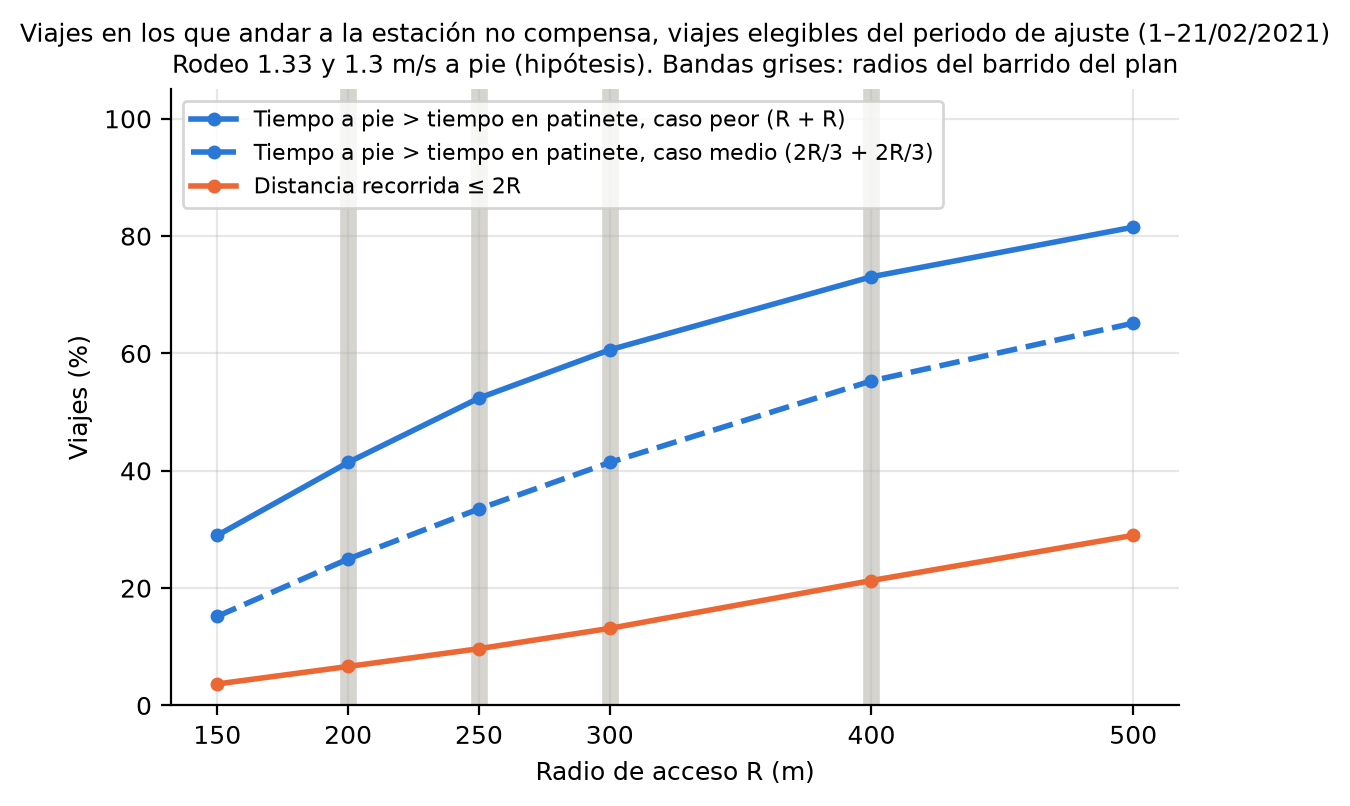 Viajes en los que andar a la estación no compensa, viajes elegibles del periodo de ajuste (1–21/02/2021)
Rodeo 1.33 y 1.3 m/s a pie (hipótesis). Bandas grises: radios del barrido del plan
Tiempo a pie > tiempo en patinete, caso peor (R + R)
Tiempo a pie > tiempo en patinete, caso medio (2R/3 + 2R/3)
Distancia recorrida ≤ 2R
Viajes (%)
100
80
60
40
20
0
150 200 250 300 400 500
Radio de acceso R (m)